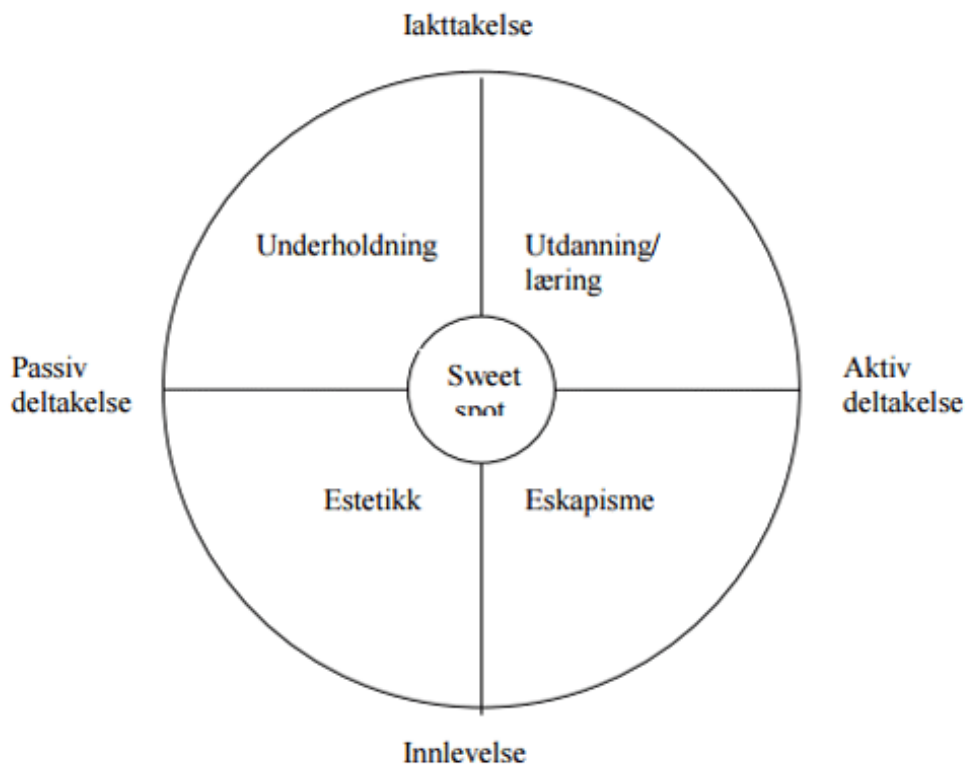 Iakttakelse
Underholdning
Utdanning/
læring
Passiv
deltakelse
Sweet
spot
Aktiv
deltakelse
Estetikk
Eskapisme
Innlevelse